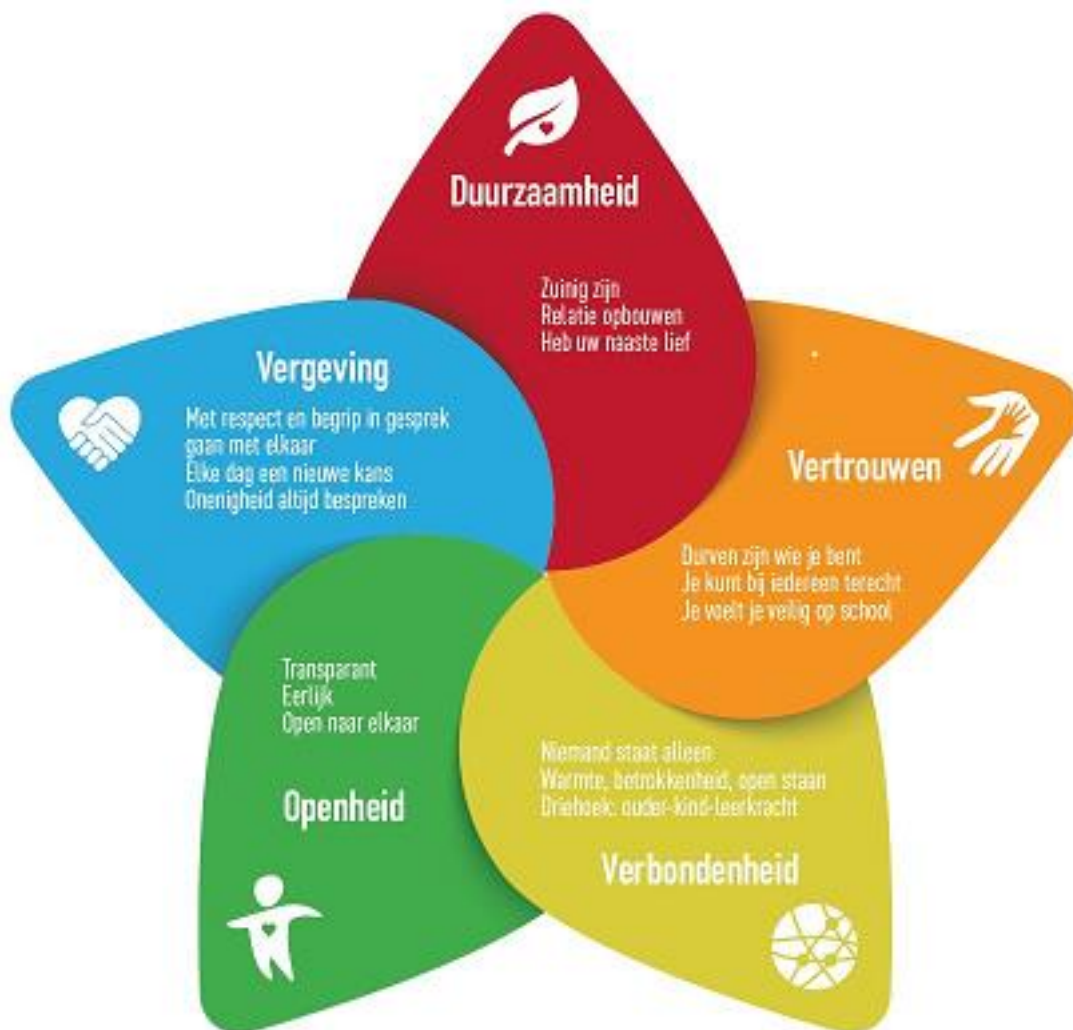 Duurzaamheid
Zuinig zijn
Relatie opbouwen
Heb uw naaste lief
Vertrouwen
Durven zijn wie je bent
Je kunt bij iedereen terecht
Je voelt je veilig op school
Niemand staat alleen
Warmte, betrokkenheid, open staan
Driehoek: ouder-kind-leerkracht
Verbondenheid
Transparant
Eerlijk
Open naar elkaar
Openheid
Vergeving
Met respect en begrip in gesprek
gaan met elkaar
Elke dag een nieuwe kans
Onenigheid altijd bespreken